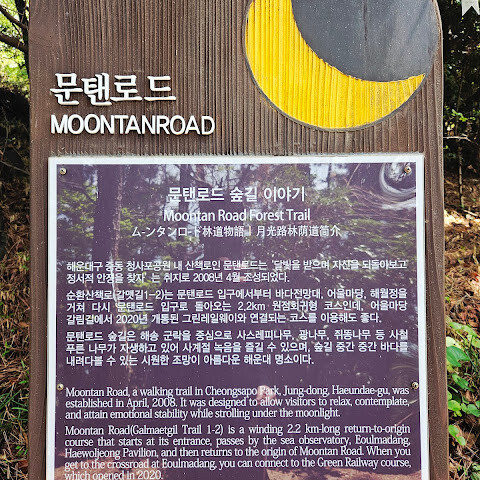 문탠로드
MOONTANROAD
문탠로드 숲길 이야기
Moontan Road Forest Trail
ムーンタンロード林道物語 | 月光路林荫道简介
해운대구 중동 청사포공원 내 산책로인 문탠로드는 '달빛을 받으며 자신을 되돌아보고
정서적 안정을 찾자' 는 취지로 2008년 4월 조성되었다.
순환산책로(갈맷길1-2)는 문탠로드 입구에서부터 바다전망대, 어울마당, 해월정을
거쳐 다시 문탠로드 입구로 돌아오는 2.2km 원점회귀형 코스인데, 어울마당
갈림길에서 2020년 개통된 그린레일웨이와 연결되는 코스를 이용해도 좋다.
문탠로드 숲길은 해송 군락을 중심으로 사스레피나무, 광나무, 쥐똥나무 등 사철
푸른 나무가 자생하고 있어 사계절 녹음을 즐길 수 있으며, 숲길 중간 중간 바다를
내려다볼 수 있는 시원한 조망이 아름다운 해운대 명소이다.
Moontan Road, a walking trail in Cheongsapo Park, Jung-dong, Haeundae-gu, was
established in April, 2008. It was designed to allow visitors to relax, contemplate,
and attain emotional stability while strolling under the moonlight.
Moontan Road(Galmaetgil Trail 1-2) is a winding 2.2 km-long return-to-origin
course that starts at its entrance, passes by the sea observatory, Eoulmadang,
Haewoljeong Pavilion, and then returns to the origin of Moontan Road. When you
get to the crossroad at Eoulmadang, you can connect to the Green Railway course,
which opened in 2020.